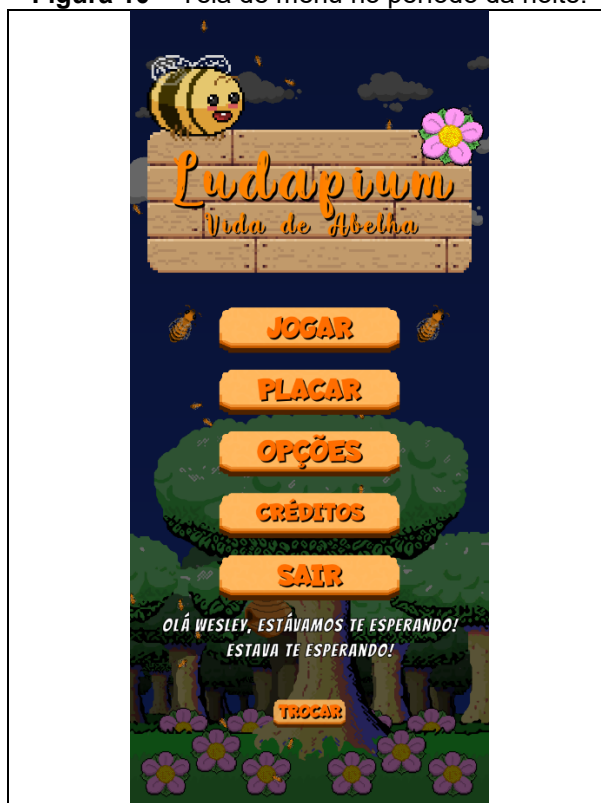 Figura 10 – Tela de menu no período da noite.
Ludapium
Vida de Abelha
JOGAR
PLACAR
OPÇÕES
CRÉDITOS
SAIR
OLÁ WESLEY, ESTÁVAMOS TE ESPERANDO!
ESTAVA TE ESPERANDO!
TROCAR